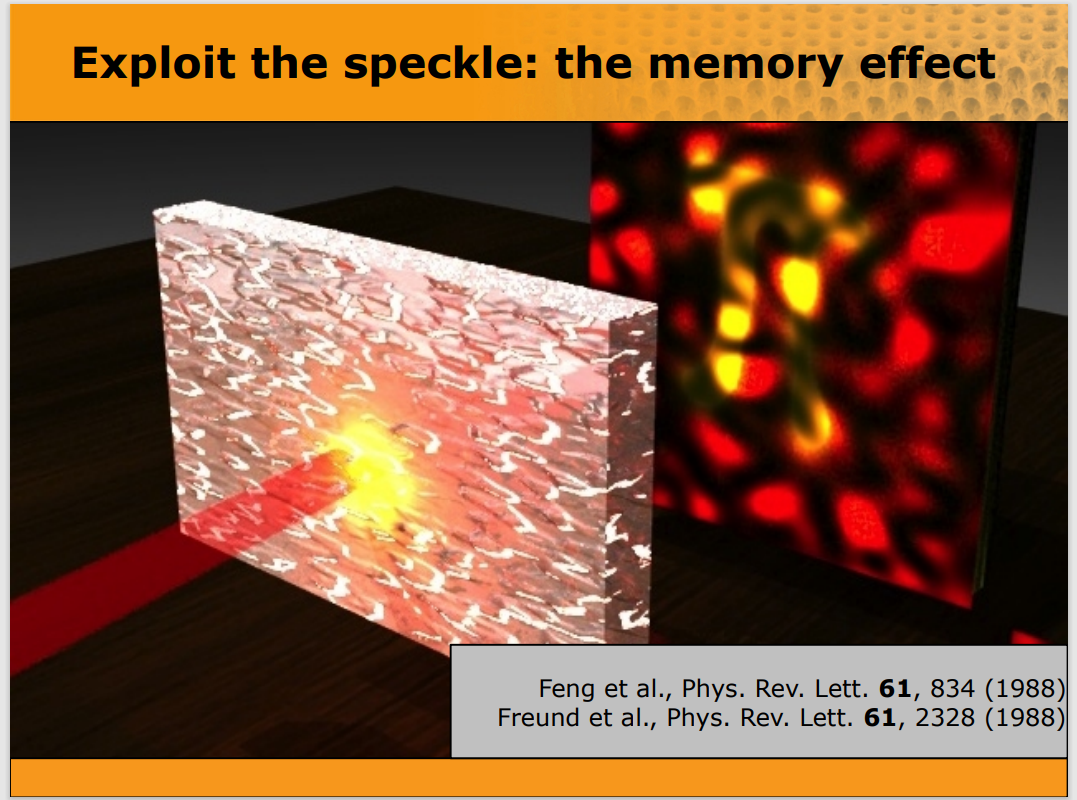 Exploit the speckle: the memory effect
Feng et al., Phys. Rev. Lett. 61, 834 (1988)
Freund et al., Phys. Rev. Lett. 61, 2328 (1988)